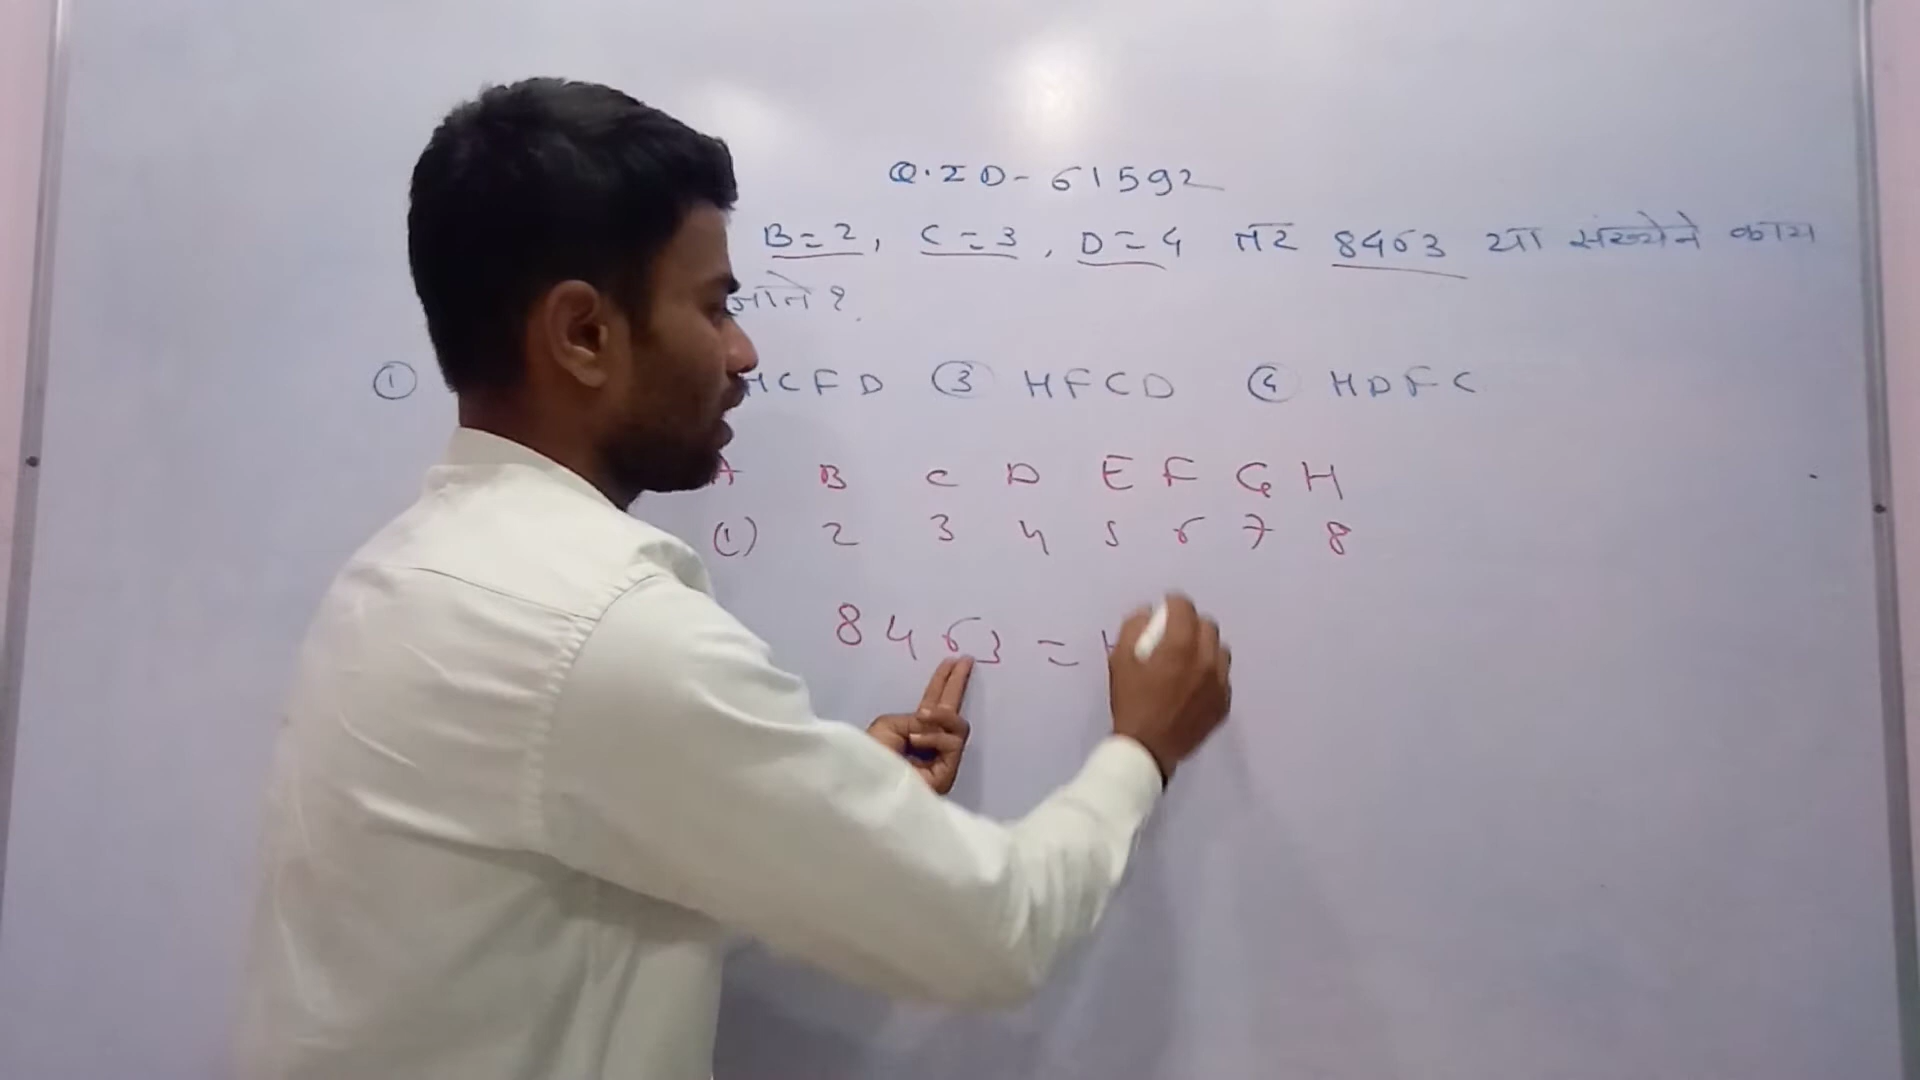 Q.ID- 61592
B=2, C=3, D=4 तर 8463 या संख्येने काय
जाते?
① HCFD ③ HFCD ④ HDFC
A B C D E F G H
(1) 2 3 4 5 6 7 8
8463 = H